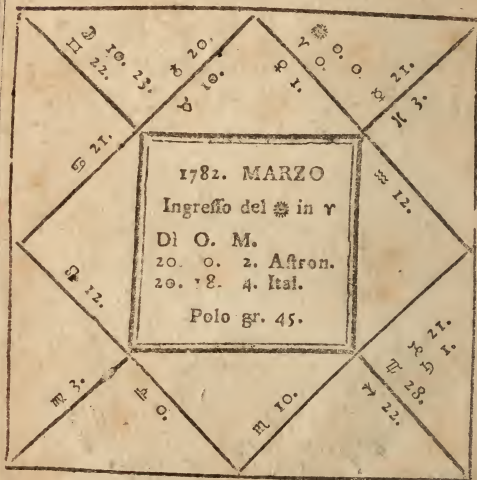 ☽ 10. 23.
22.
20.
10.
♈ ☉ 0. 0.
0.
1.
☿ 21.
♓ 3.
♋ 21.
♒ 12.
1782. MARZO
Ingreſſo del ☉ in ♈
Dì O. M.
20. 0. 2. Aſtron.
20. 18. 4. Ital.
Polo gr. 45.
♌ 12.
♍ 3.
♎ 0.
♏ 10.
♑ 21.
♄ 1.
28.
22.